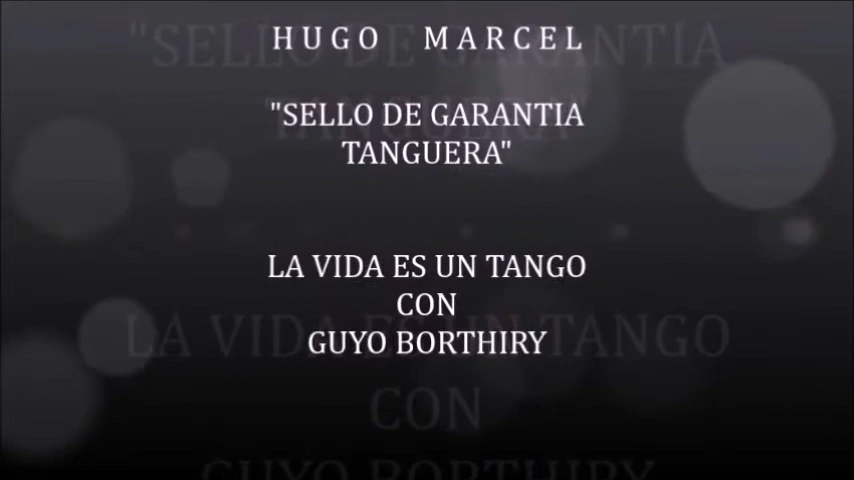 HUGO MARCEL
"SELLO DE GARANTIA
TANGUERA"
LA VIDA ES UN TANGO
CON
GUYO BORTHIRY